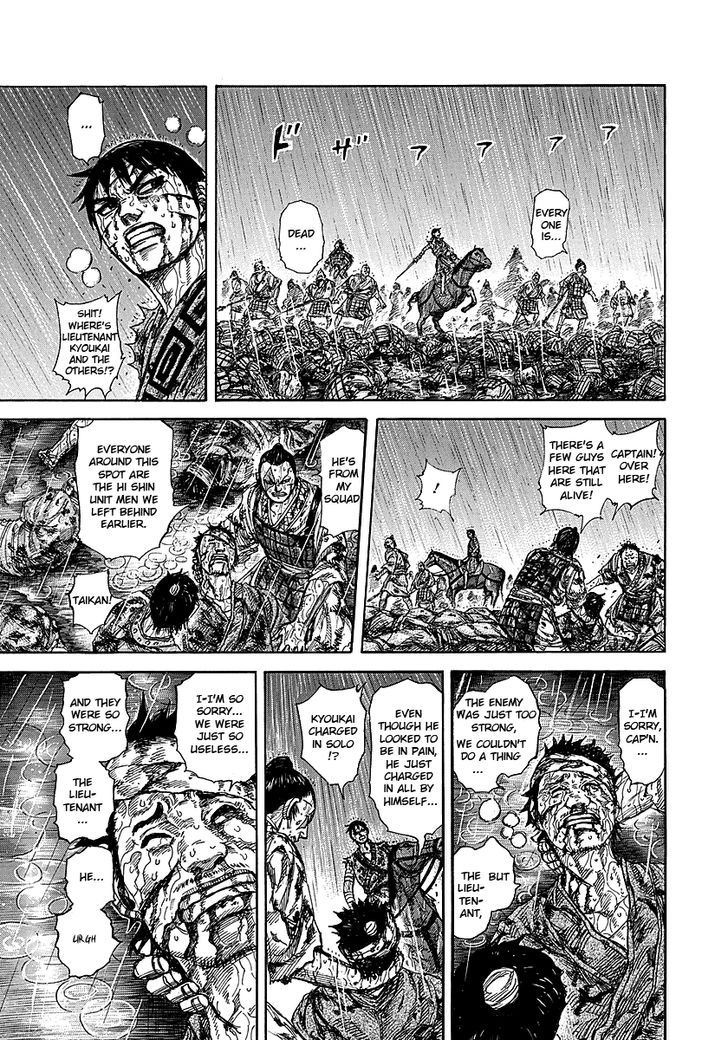 ドザァァァァ
EVERY
ONE
IS...
DEAD...
...
SHIT!
WHERE'S
LIEUTENANT
KYOUKAI
AND THE
OTHERS!?
CAPTAIN!
OVER
HERE!
THERE'S A
FEW GUYS
HERE THAT
ARE STILL
ALIVE!
!
HE'S
FROM
MY
SQUAD
EVERYONE
AROUND THIS
SPOT ARE THE
HI SHIN
UNIT MEN WE
LEFT BEHIND
EARLIER.
TAIKAN!
I-I'M
SORRY,
CAP'N.
THE ENEMY
WAS JUST TOO
STRONG,
WE COULDN'T
DO A THING
...
THE BUT
LIEU-
TENANT,
EVEN
THOUGH HE
LOOKED TO
BE IN PAIN,
HE JUST
CHARGED
IN ALL BY
HIMSELF...
KYOUKAI
CHARGED
IN SOLO
!?
I-I'M SO
SORRY...
WE WERE
JUST SO
USELESS...
AND THEY
WERE SO
STRONG...
THE
LIEU-
TENANT
...
HE...
URGH